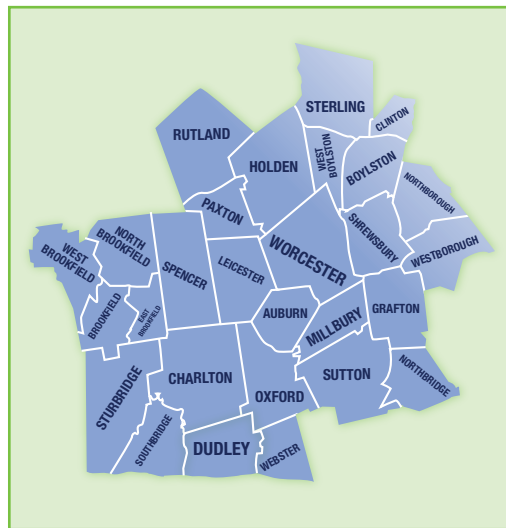 STERLING
CLINTON
RUTLAND
HOLDEN
WEST
BOYLSTON
BOYLSTON
NORTHBOROUGH
PAXTON
SHREWSBURY
WESTBOROUGH
WEST
BROOKFIELD
NORTH
BROOKFIELD
SPENCER
LEICESTER
WORCESTER
BROOKFIELD
EAST
BROOKFIELD
AUBURN
MILLBURY
GRAFTON
STURBRIDGE
CHARLTON
OXFORD
SUTTON
NORTHBRIDGE
SOUTHBRIDGE
DUDLEY
WEBSTER